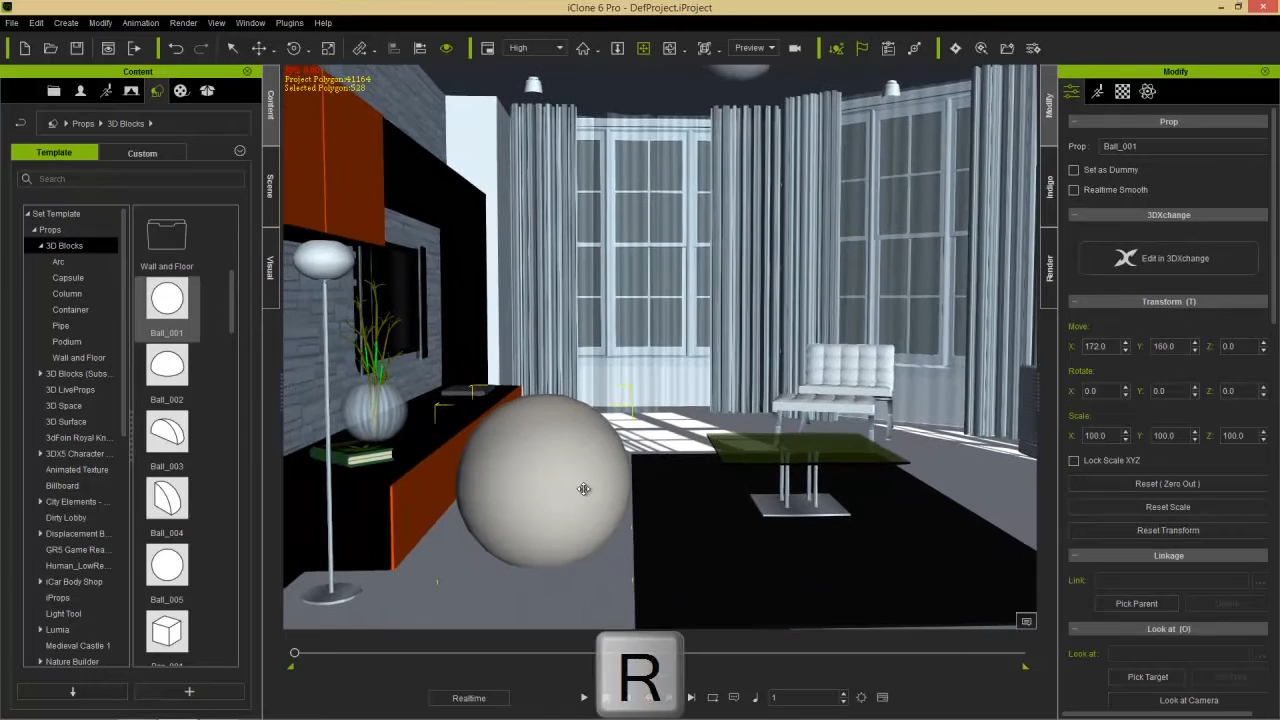 iClone 6 Pro - DefProject.iProject
File Edit Create Modify Animation Render View Window Plugins Help
High Preview
Content
Project Polygon:41164
Selected Polygon:528
Props 3D Blocks
Template Custom
Search
Set Template
Props
3D Blocks
Arc
Capsule
Column
Container
Pipe
Podium
Wall and Floor
3D Blocks (Subs...
3D LiveProps
3D Space
3D Surface
3dFoin Royal Kn...
3DX5 Character ...
Animated Texture
Billboard
City Elements - ...
Dirty Lobby
Displacement B...
GR5 Game Rea...
Human_LowRe...
iCar Body Shop
iProps
Light Tool
Lumia
Medieval Castle 1
Nature Builder
Wall and Floor
Ball_001
Ball_002
Ball_003
Ball_004
Ball_005
Content
Scene
Visual
R
Realtime
1
Modify
Indigo
Render
Modify
Prop
Prop : Ball_001
Set as Dummy
Realtime Smooth
3DXchange
Edit in 3DXchange
Transform (T)
Move:
X: 172.0 Y: 160.0 Z: 0.0
Rotate:
X: 0.0 Y: 0.0 Z: 0.0
Scale:
X: 100.0 Y: 100.0 Z: 100.0
Lock Scale XYZ
Reset ( Zero Out )
Reset Scale
Reset Transform
Linkage
Link:
Pick Parent
Look at (O)
Look at:
Pick Target
Look at Camera